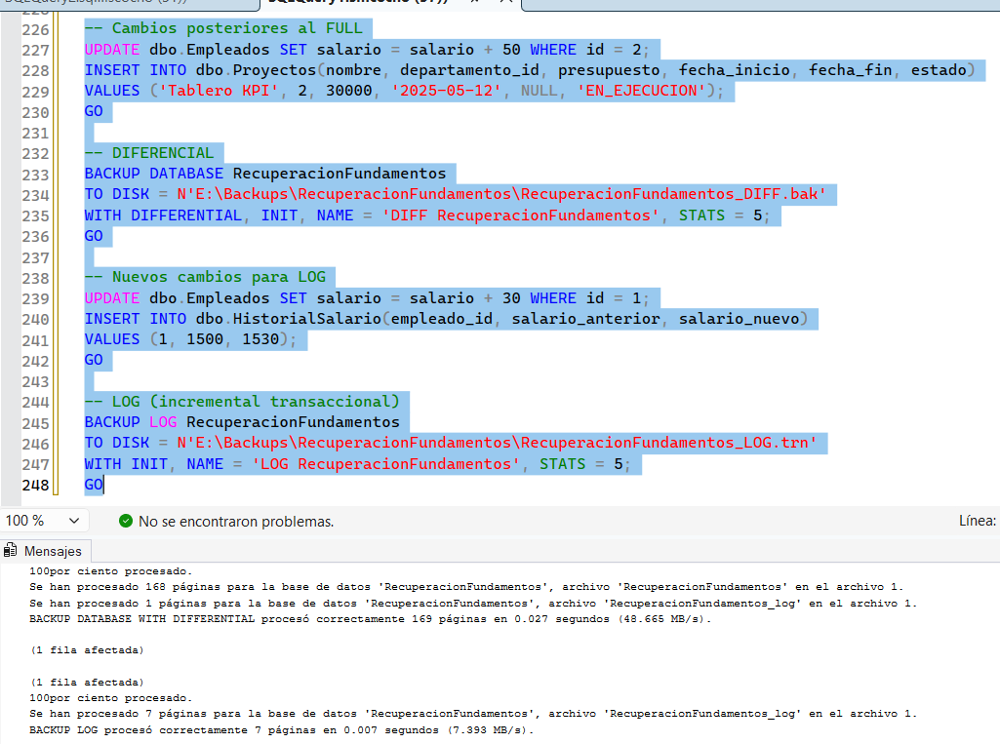 226 -- Cambios posteriores al FULL
227 UPDATE dbo.Empleados SET salario = salario + 50 WHERE id = 2;
228 INSERT INTO dbo.Proyectos(nombre, departamento_id, presupuesto, fecha_inicio, fecha_fin, estado)
229 VALUES ('Tablero KPI', 2, 30000, '2025-05-12', NULL, 'EN_EJECUCION');
230 GO
231
232 -- DIFERENCIAL
233 BACKUP DATABASE RecuperacionFundamentos
234 TO DISK = N'E:\Backups\RecuperacionFundamentos\RecuperacionFundamentos_DIFF.bak'
235 WITH DIFFERENTIAL, INIT, NAME = 'DIFF RecuperacionFundamentos', STATS = 5;
236 GO
237
238 -- Nuevos cambios para LOG
239 UPDATE dbo.Empleados SET salario = salario + 30 WHERE id = 1;
240 INSERT INTO dbo.HistorialSalario(empleado_id, salario_anterior, salario_nuevo)
241 VALUES (1, 1500, 1530);
242 GO
243
244 -- LOG (incremental transaccional)
245 BACKUP LOG RecuperacionFundamentos
246 TO DISK = N'E:\Backups\RecuperacionFundamentos\RecuperacionFundamentos_LOG.trn'
247 WITH INIT, NAME = 'LOG RecuperacionFundamentos', STATS = 5;
248 GO
100 % No se encontraron problemas. Línea:
Mensajes
100por ciento procesado.
Se han procesado 168 páginas para la base de datos 'RecuperacionFundamentos', archivo 'RecuperacionFundamentos' en el archivo 1.
Se han procesado 1 páginas para la base de datos 'RecuperacionFundamentos', archivo 'RecuperacionFundamentos_log' en el archivo 1.
BACKUP DATABASE WITH DIFFERENTIAL procesó correctamente 169 páginas en 0.027 segundos (48.665 MB/s).
(1 fila afectada)
(1 fila afectada)
100por ciento procesado.
Se han procesado 7 páginas para la base de datos 'RecuperacionFundamentos', archivo 'RecuperacionFundamentos_log' en el archivo 1.
BACKUP LOG procesó correctamente 7 páginas en 0.007 segundos (7.393 MB/s).